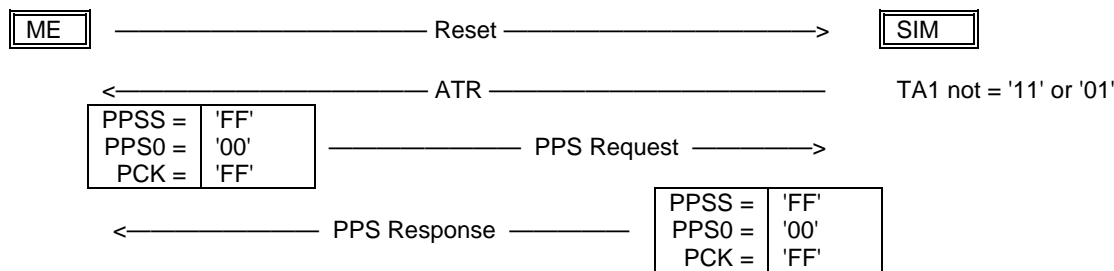 ME ———————————— Reset ————————————> SIM
<———————————— ATR ———————————— TA1 not = '11' or '01'
PPSS = 'FF'
PPS0 = '00' ———————— PPS Request —————>
PCK = 'FF'
PPSS = 'FF'
<———————— PPS Response ————— PPS0 = '00'
PCK = 'FF'